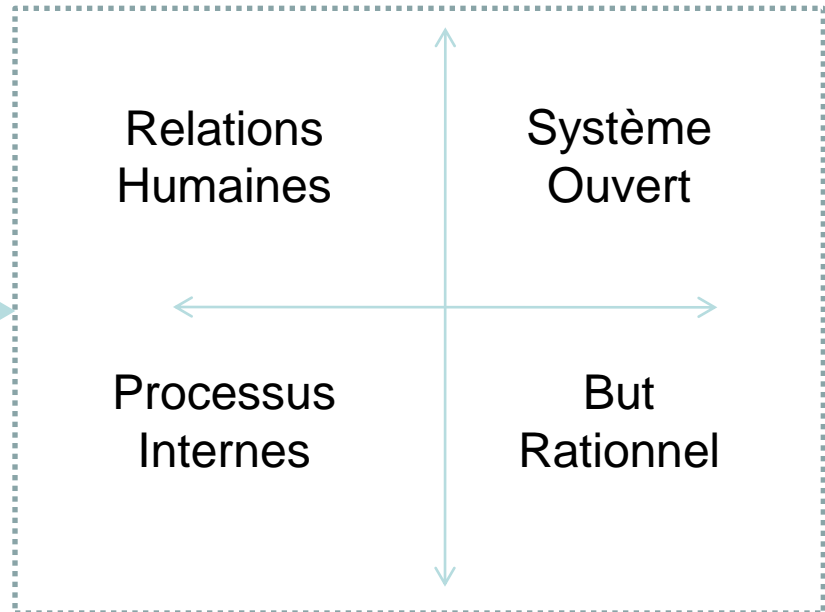 Relations
Humaines
Système
Ouvert
Processus
Internes
But
Rationnel